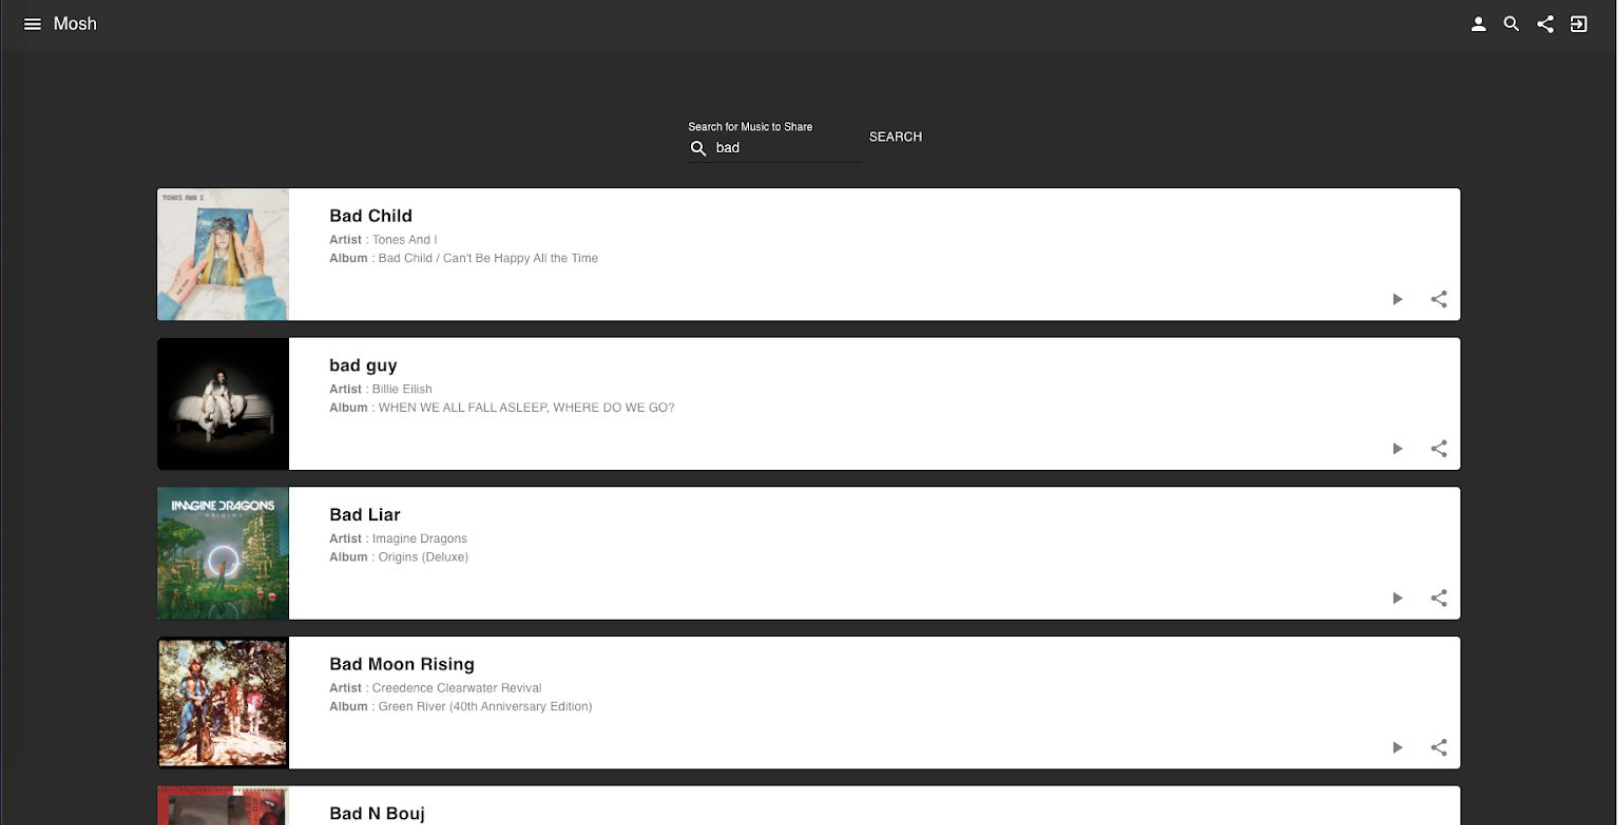 Mosh
Search for Music to Share
bad
SEARCH
TONES AND I
Bad Child
Artist : Tones And I
Album : Bad Child / Can't Be Happy All the Time
bad guy
Artist : Billie Eilish
Album : WHEN WE ALL FALL ASLEEP, WHERE DO WE GO?
IMAGINE DRAGONS
ORIGINS
Bad Liar
Artist : Imagine Dragons
Album : Origins (Deluxe)
Bad Moon Rising
Artist : Creedence Clearwater Revival
Album : Green River (40th Anniversary Edition)
Bad N Bouj